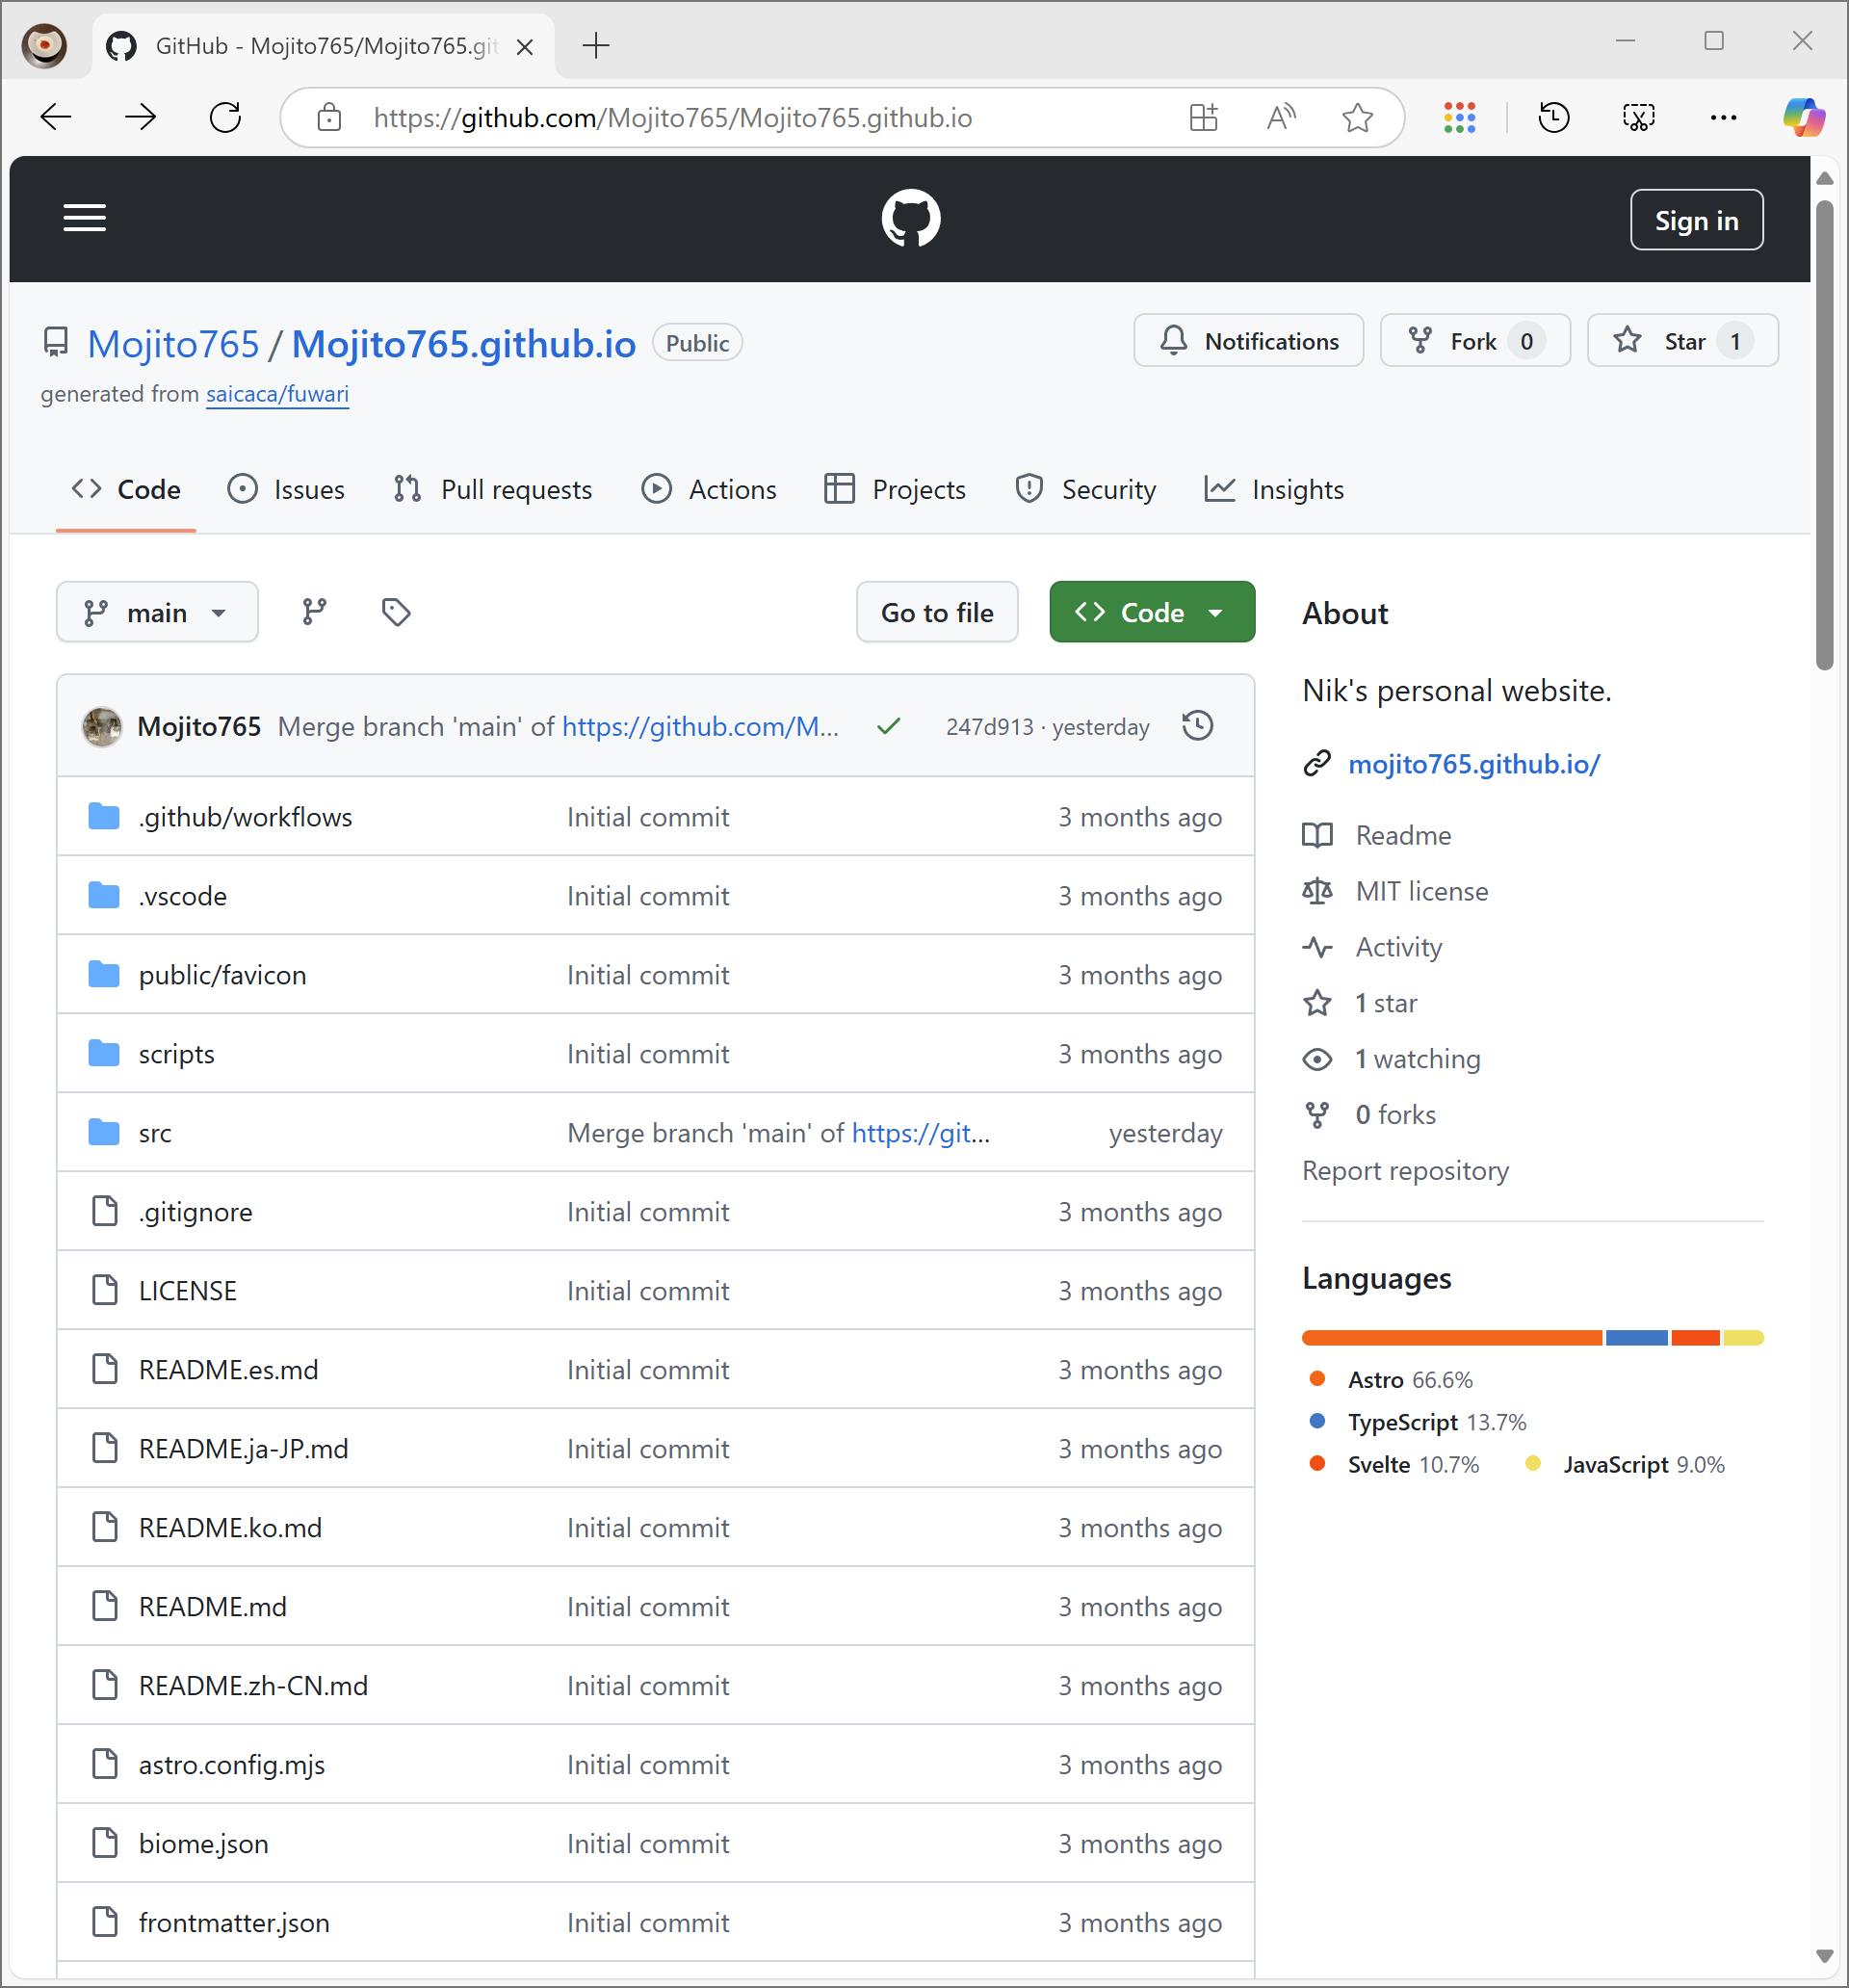 GitHub - Mojito765/Mojito765.git
https://github.com/Mojito765/Mojito765.github.io
Sign in
Mojito765 / Mojito765.github.io Public
Notifications Fork 0 Star 1
generated from saicaca/fuwari
Code Issues Pull requests Actions Projects Security Insights
main Go to file Code
Mojito765 Merge branch 'main' of https://github.com/M... 247d913 · yesterday
.github/workflows Initial commit 3 months ago
.vscode Initial commit 3 months ago
public/favicon Initial commit 3 months ago
scripts Initial commit 3 months ago
src Merge branch 'main' of https://git... yesterday
.gitignore Initial commit 3 months ago
LICENSE Initial commit 3 months ago
README.es.md Initial commit 3 months ago
README.ja-JP.md Initial commit 3 months ago
README.ko.md Initial commit 3 months ago
README.md Initial commit 3 months ago
README.zh-CN.md Initial commit 3 months ago
astro.config.mjs Initial commit 3 months ago
biome.json Initial commit 3 months ago
frontmatter.json Initial commit 3 months ago
About
Nik's personal website.
mojito765.github.io/
Readme
MIT license
Activity
1 star
1 watching
0 forks
Report repository
Languages
Astro 66.6%
TypeScript 13.7%
Svelte 10.7% JavaScript 9.0%